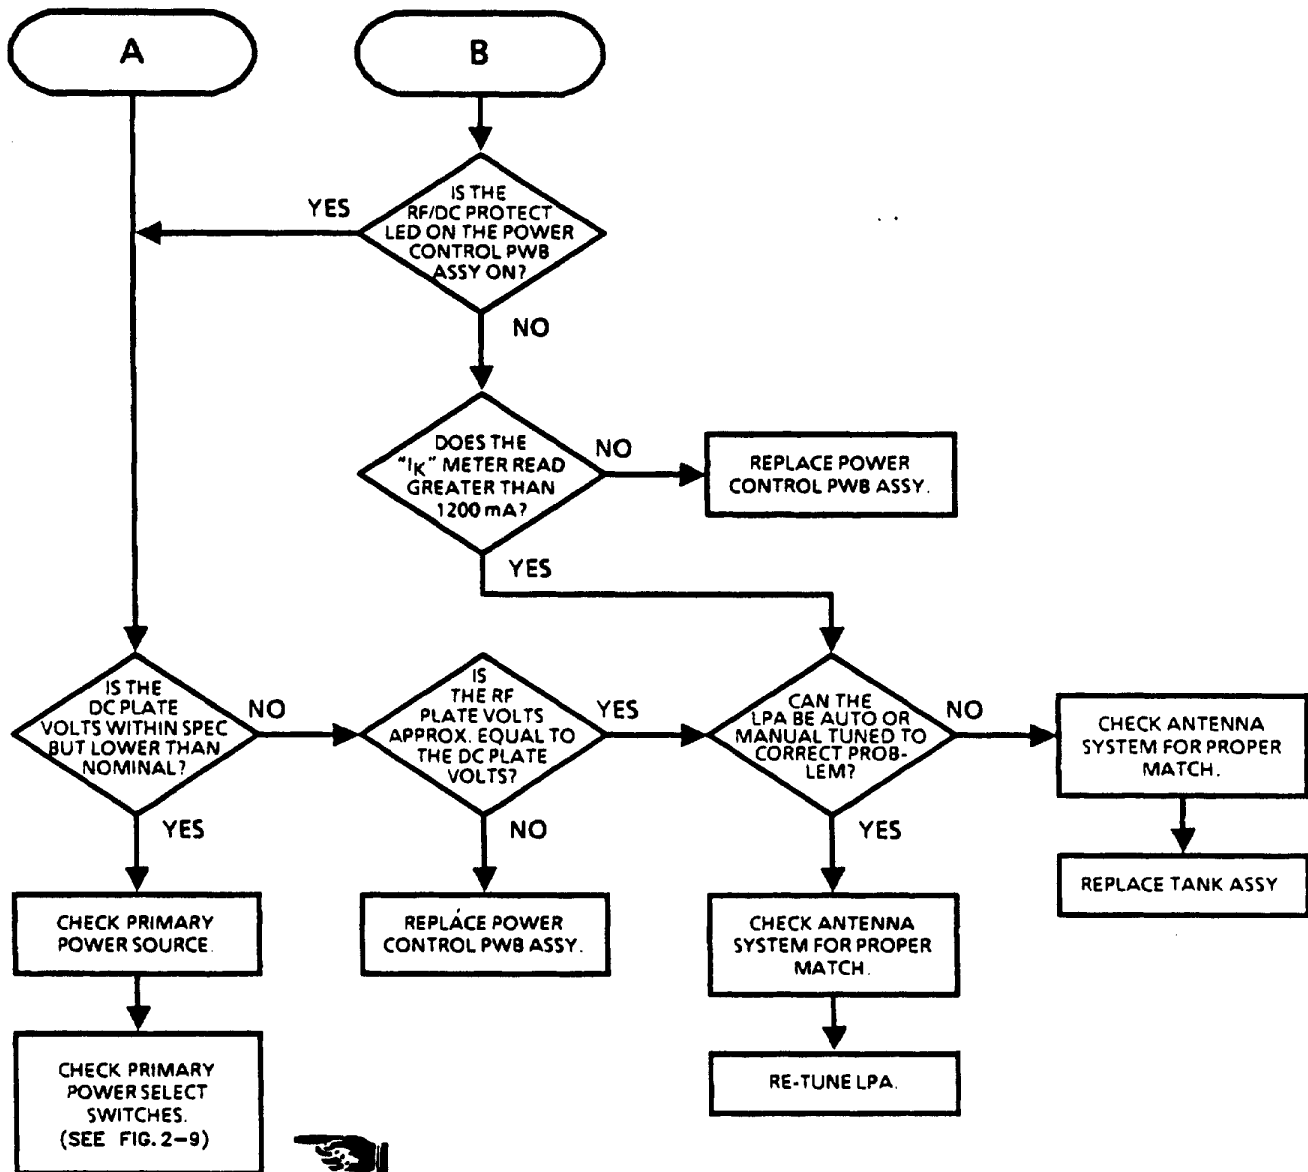 A
B
IS THE
RF/DC PROTECT
LED ON THE POWER
CONTROL PWB
ASSY ON?
YES
NO
DOES THE
"IK" METER READ
GREATER THAN
1200 mA?
NO
REPLACE POWER
CONTROL PWB ASSY.
YES
IS THE
DC PLATE
VOLTS WITHIN SPEC
BUT LOWER THAN
NOMINAL?
NO
YES
IS
THE RF
PLATE VOLTS
APPROX. EQUAL TO
THE DC PLATE
VOLTS?
YES
NO
CAN THE
LPA BE AUTO OR
MANUAL TUNED TO
CORRECT PROB-
LEM?
NO
YES
CHECK ANTENNA
SYSTEM FOR PROPER
MATCH.
REPLACE TANK ASSY
CHECK PRIMARY
POWER SOURCE.
REPLACE POWER
CONTROL PWB ASSY.
CHECK ANTENNA
SYSTEM FOR PROPER
MATCH.
CHECK PRIMARY
POWER SELECT
SWITCHES.
(SEE FIG. 2-9)
RE-TUNE LPA.